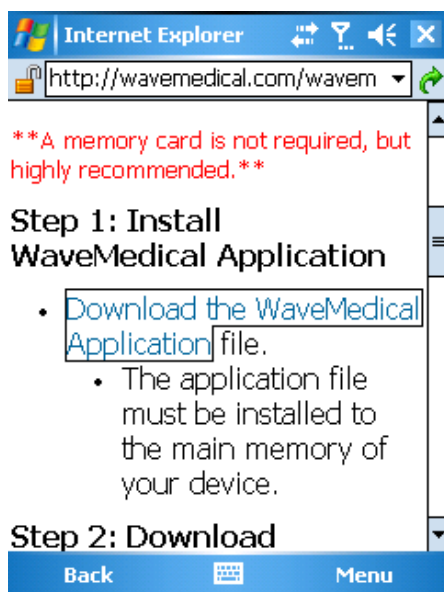 Internet Explorer
http://wavemedical.com/wavem
**A memory card is not required, but
highly recommended.**
Step 1: Install
WaveMedical Application
• Download the WaveMedical
Application file.
• The application file
must be installed to
the main memory of
your device.
Step 2: Download
Back Menu